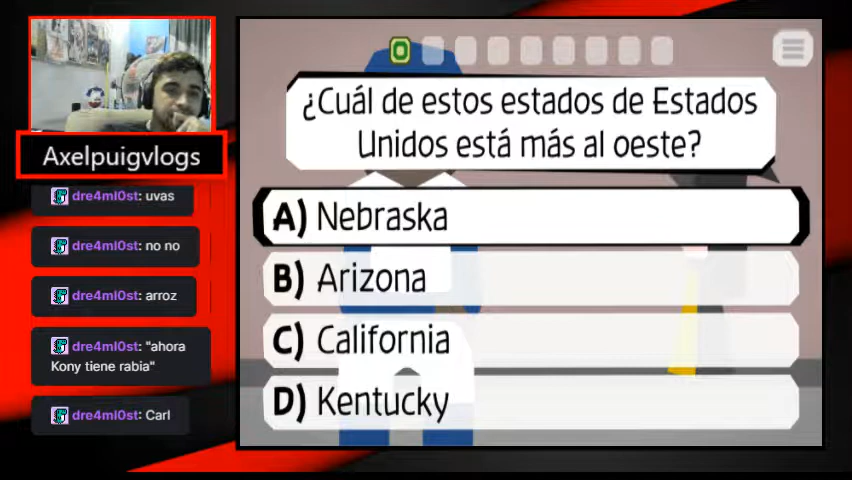 Axelpuigvlogs
dre4ml0st: uvas
dre4ml0st: no no
dre4ml0st: arroz
dre4ml0st: "ahora
Kony tiene rabia"
dre4ml0st: Carl
¿Cuál de estos estados de Estados
Unidos está más al oeste?
A) Nebraska
B) Arizona
C) California
D) Kentucky